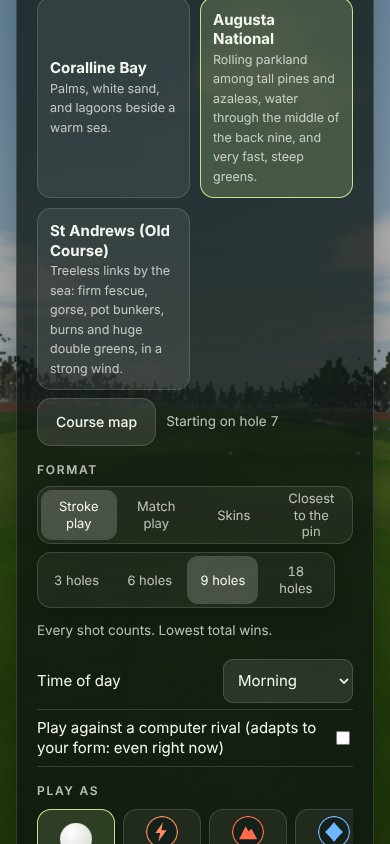 Coralline Bay
Palms, white sand,
and lagoons beside a
warm sea.
Augusta
National
Rolling parkland
among tall pines and
azaleas, water
through the middle of
the back nine, and
very fast, steep
greens.
St Andrews (Old
Course)
Treeless links by the
sea: firm fescue,
gorse, pot bunkers,
burns and huge
double greens, in a
strong wind.
Course map
Starting on hole 7
FORMAT
Stroke
play
Match
play
Skins
Closest
to the
pin
3 holes
6 holes
9 holes
18
holes
Every shot counts. Lowest total wins.
Time of day
Morning
Play against a computer rival (adapts to
your form: even right now)
PLAY AS